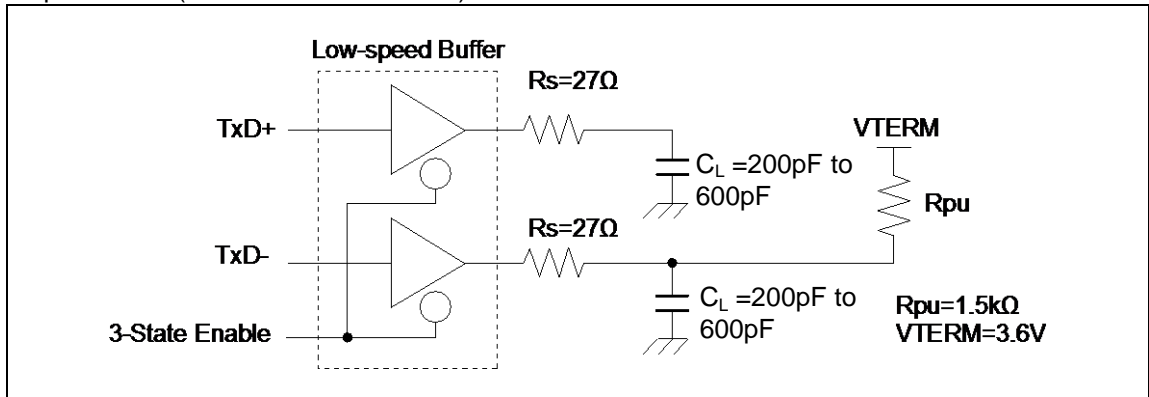 Low-speed Buffer
Rs=27Ω
TxD+
VTERM
C_L =200pF to
600pF
Rpu
Rs=27Ω
TxD-
C_L =200pF to
600pF
Rpu=1.5kΩ
VTERM=3.6V
3-State Enable